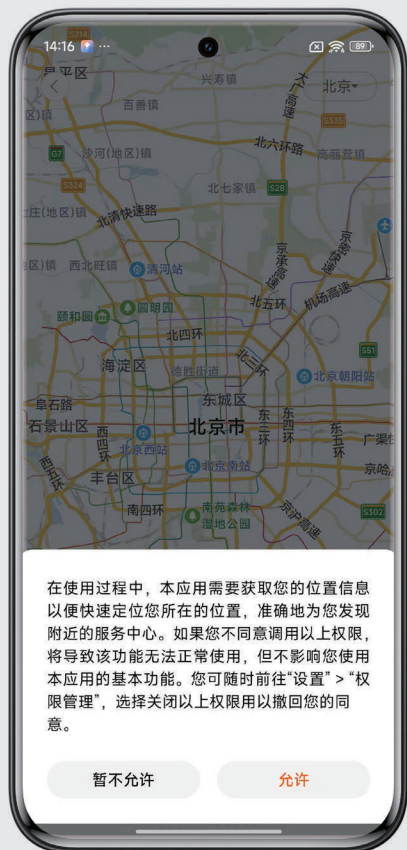 S214
14:16 ... 89
昌平区 兴寿镇 大广高速 北京
百善镇
S335
G7 沙河(地区)镇 北六环路 高丽营镇
S324 北七家镇 S28
庄(地区)镇 北清快速路
区)镇 西北旺镇 清河站 京承高速 京密快速
颐和园 圆明园 北五环 机场高速
北四环 北三环 S51
海淀区 德胜街道 北京朝阳站
阜石路 东城区
石景山区 西四环 北京市 东三环 东四环 东五环 广渠
北京西站
西五环 丰台区 北京南站 京哈
南四环 南苑森林湿地公园 京沪高速 S302
在使用过程中,本应用需要获取您的位置信息
以便快速定位您所在的位置,准确地为您发现
附近的服务中心。如果您不同意调用以上权限,
将导致该功能无法正常使用,但不影响您使用
本应用的基本功能。您可随时前往“设置” > “权
限管理”,选择关闭以上权限用以撤回您的同
意。
暂不允许 允许